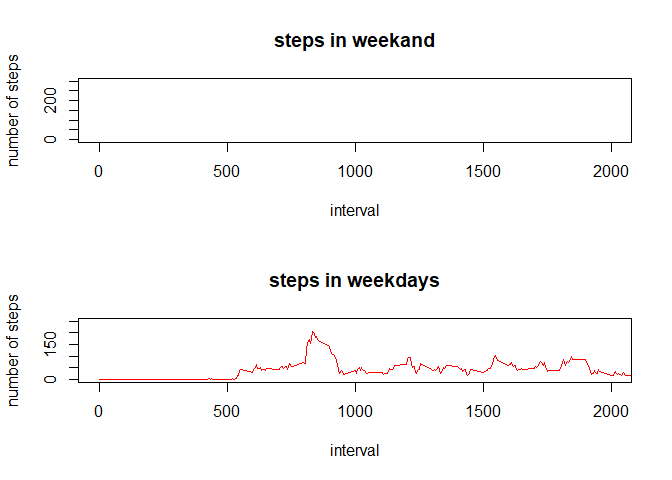 steps in weekand
number of steps
200
0
0 500 1000 1500 2000
interval
steps in weekdays
number of steps
150
0
0 500 1000 1500 2000
interval